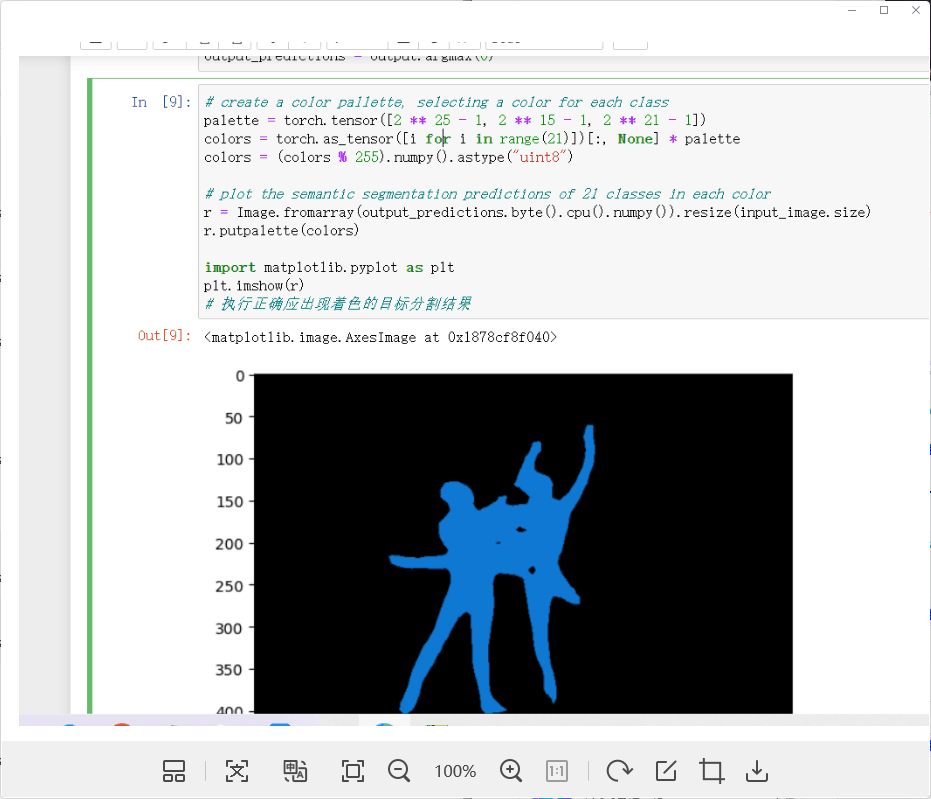 output_predictions = output.argmax(0)
In [9]:
# create a color pallette, selecting a color for each class
palette = torch.tensor([2 ** 25 - 1, 2 ** 15 - 1, 2 ** 21 - 1])
colors = torch.as_tensor([i for i in range(21)])[:, None] * palette
colors = (colors % 255).numpy().astype("uint8")
# plot the semantic segmentation predictions of 21 classes in each color
r = Image.fromarray(output_predictions.byte().cpu().numpy()).resize(input_image.size)
r.putpalette(colors)
import matplotlib.pyplot as plt
plt.imshow(r)
# 执行正确应出现着色的目标分割结果
Out[9]:
<matplotlib.image.AxesImage at 0x1878cf8f040>
0
50
100
150
200
250
300
350
400
100%
1:1